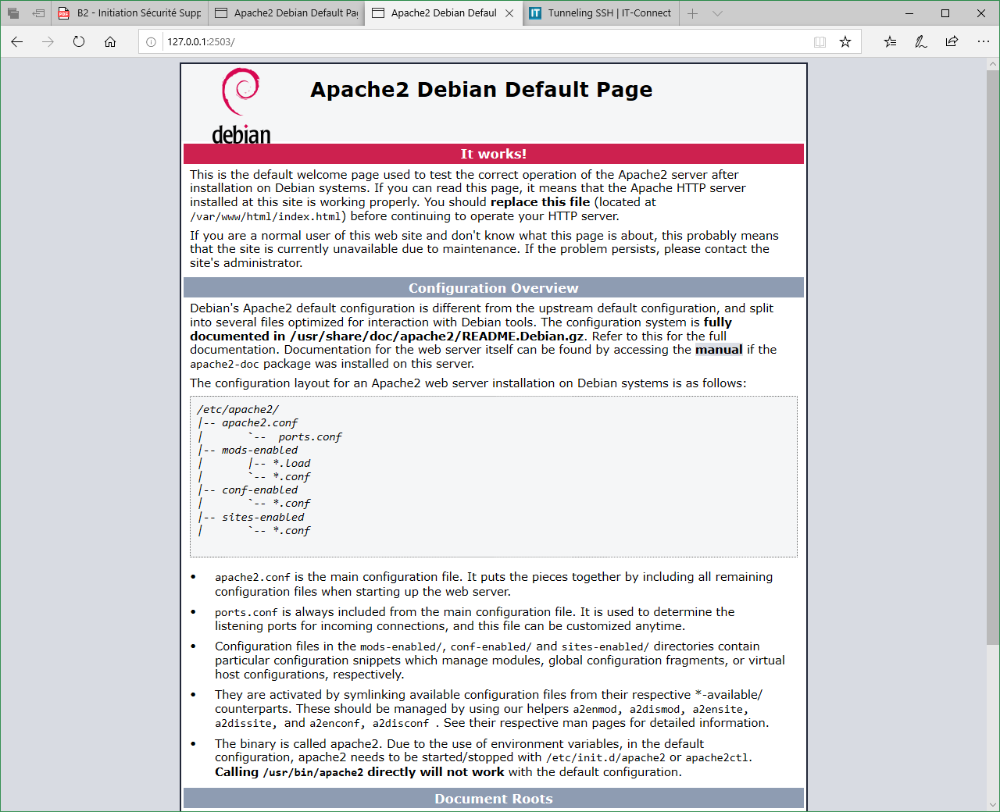 B2 - Initiation Sécurité Supp
Apache2 Debian Default Pa
Apache2 Debian Defaul
Tunneling SSH | IT-Connect
127.0.0.1:2503/
debian
Apache2 Debian Default Page
It works!
This is the default welcome page used to test the correct operation of the Apache2 server after
installation on Debian systems. If you can read this page, it means that the Apache HTTP server
installed at this site is working properly. You should replace this file (located at
/var/www/html/index.html) before continuing to operate your HTTP server.
If you are a normal user of this web site and don't know what this page is about, this probably means
that the site is currently unavailable due to maintenance. If the problem persists, please contact the
site's administrator.
Configuration Overview
Debian's Apache2 default configuration is different from the upstream default configuration, and split
into several files optimized for interaction with Debian tools. The configuration system is fully
documented in /usr/share/doc/apache2/README.Debian.gz. Refer to this for the full
documentation. Documentation for the web server itself can be found by accessing the manual if the
apache2-doc package was installed on this server.
The configuration layout for an Apache2 web server installation on Debian systems is as follows:
/etc/apache2/
|-- apache2.conf
|       `--  ports.conf
|-- mods-enabled
|       |-- *.load
|       `-- *.conf
|-- conf-enabled
|       `-- *.conf
|-- sites-enabled
|       `-- *.conf
• apache2.conf is the main configuration file. It puts the pieces together by including all remaining
configuration files when starting up the web server.
• ports.conf is always included from the main configuration file. It is used to determine the
listening ports for incoming connections, and this file can be customized anytime.
• Configuration files in the mods-enabled/, conf-enabled/ and sites-enabled/ directories contain
particular configuration snippets which manage modules, global configuration fragments, or virtual
host configurations, respectively.
• They are activated by symlinking available configuration files from their respective *-available/
counterparts. These should be managed by using our helpers a2enmod, a2dismod, a2ensite,
a2dissite, and a2enconf, a2disconf . See their respective man pages for detailed information.
• The binary is called apache2. Due to the use of environment variables, in the default
configuration, apache2 needs to be started/stopped with /etc/init.d/apache2 or apache2ctl.
Calling /usr/bin/apache2 directly will not work with the default configuration.
Document Roots